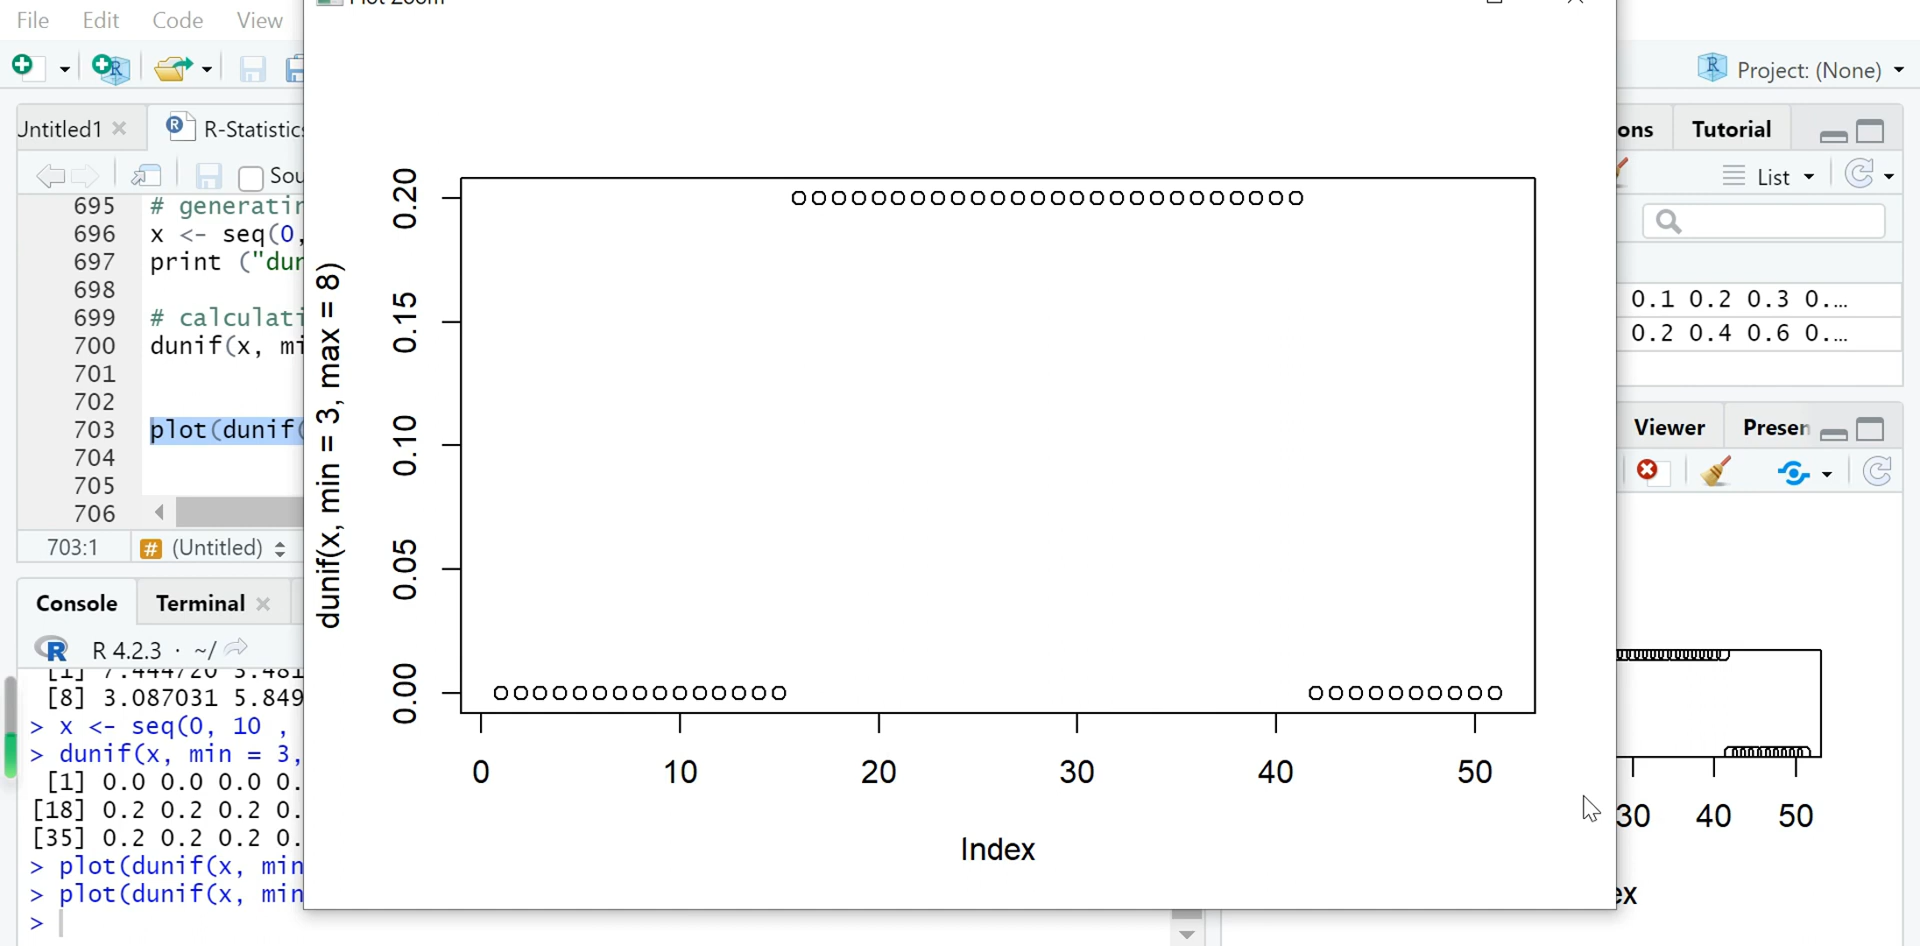 File Edit Code View
Project: (None)
Untitled1
R-Statistics
Sou
ons Tutorial
List
695 # generatin
696 x <- seq(0,
697 print ("dun
698
699 # calculati
700 dunif(x, mi
701
702
703 plot(dunif(
704
705
706
703:1 # (Untitled)
Console Terminal
R R 4.2.3 · ~/
[8] 3.087031 5.849
> x <- seq(0, 10 ,
> dunif(x, min = 3,
[1] 0.0 0.0 0.0 0.
[18] 0.2 0.2 0.2 0.
[35] 0.2 0.2 0.2 0.
> plot(dunif(x, min
> plot(dunif(x, min
>
Plot Zoom
dunif(x, min = 3, max = 8)
0.20
0.15
0.10
0.05
0.00
0 10 20 30 40 50
Index
0.1 0.2 0.3 0....
0.2 0.4 0.6 0....
Viewer Presen
30 40 50
ex